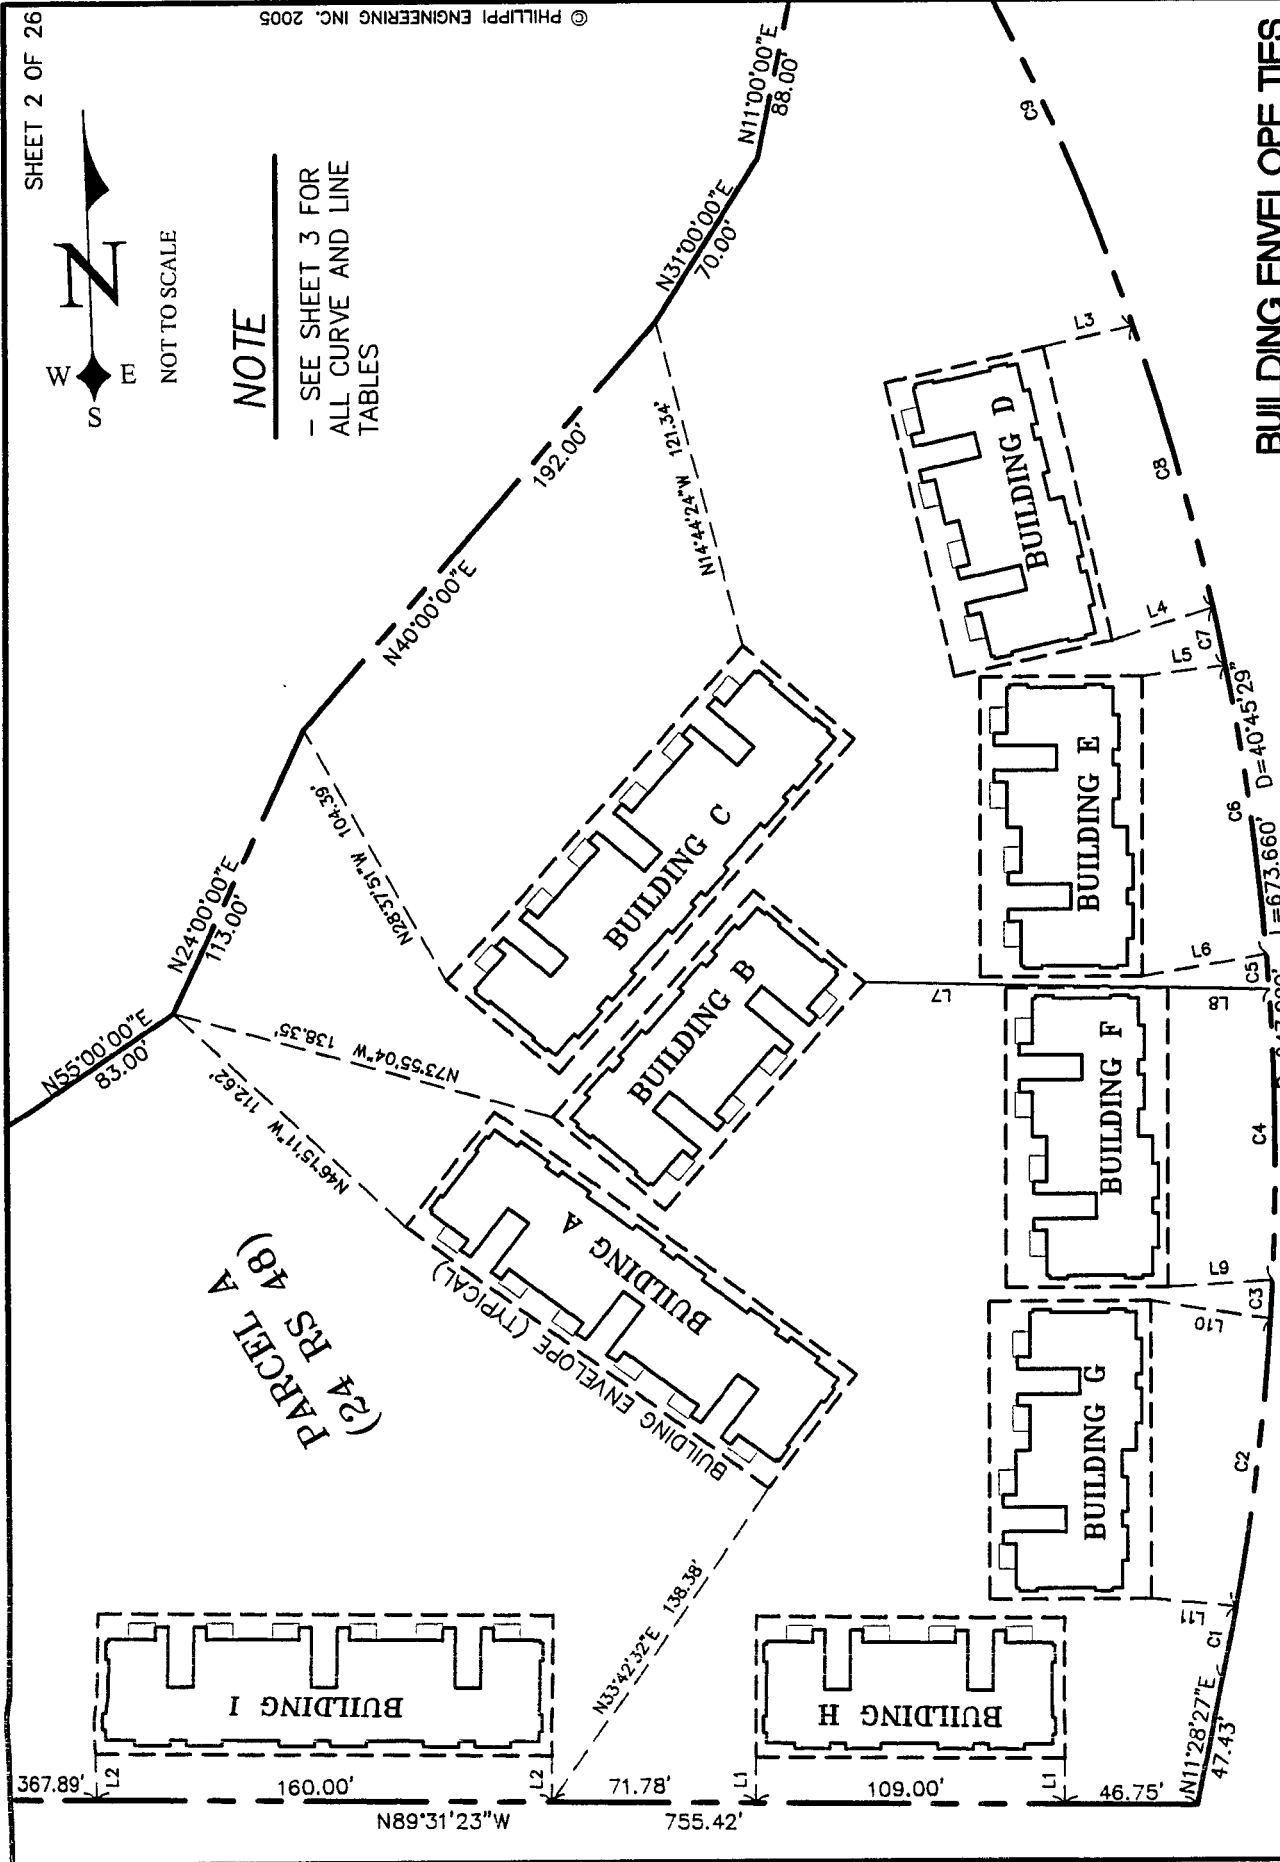 SHEET 2 OF 26
© PHILLIPPI ENGINEERING INC. 2005
N
W
E
S
NOT TO SCALE
NOTE
- SEE SHEET 3 FOR
ALL CURVE AND LINE
TABLES
N11°00'00"E
88.00'
N31°00'00"E
70.00'
192.00'
N40°00'00"E
N24°00'00"E
113.00'
N55°00'00"E
83.00'
N14°44'24"W 121.34'
N28°37'51"W 104.39'
N73°55'04"W 138.35'
N46°15'11"W 112.62'
PARCEL A
(24 RS 48)
BUILDING ENVELOPE (TYPICAL)
BUILDING A
BUILDING B
BUILDING C
BUILDING D
BUILDING E
BUILDING F
BUILDING G
BUILDING H
BUILDING I
C9
L3
C8
L4
C7
L5
D=40°45'29"
C6
L=673.660'
L6
C5
L7
L8
C4
L9
C3
L10
C2
L11
C1
N11°28'27"E
47.43'
N33°42'32"E 138.38'
367.89'
L2
160.00'
L2
71.78'
L1
109.00'
L1
46.75'
N89°31'23"W
755.42'
BUILDING ENVELOPE TIES